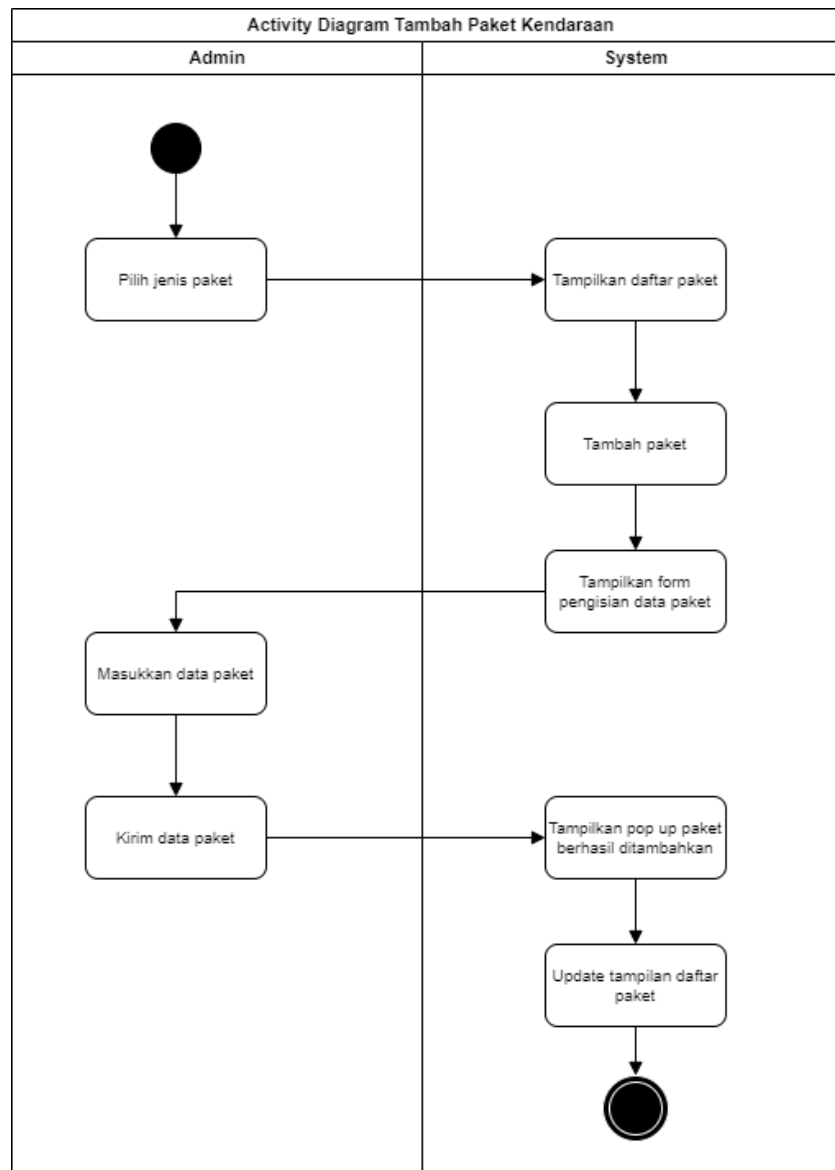 Activity Diagram Tambah Paket Kendaraan
Admin
System
Pilih jenis paket
Tampilkan daftar paket
Tambah paket
Tampilkan form
pengisian data paket
Masukkan data paket
Kirim data paket
Tampilkan pop up paket
berhasil ditambahkan
Update tampilan daftar
paket